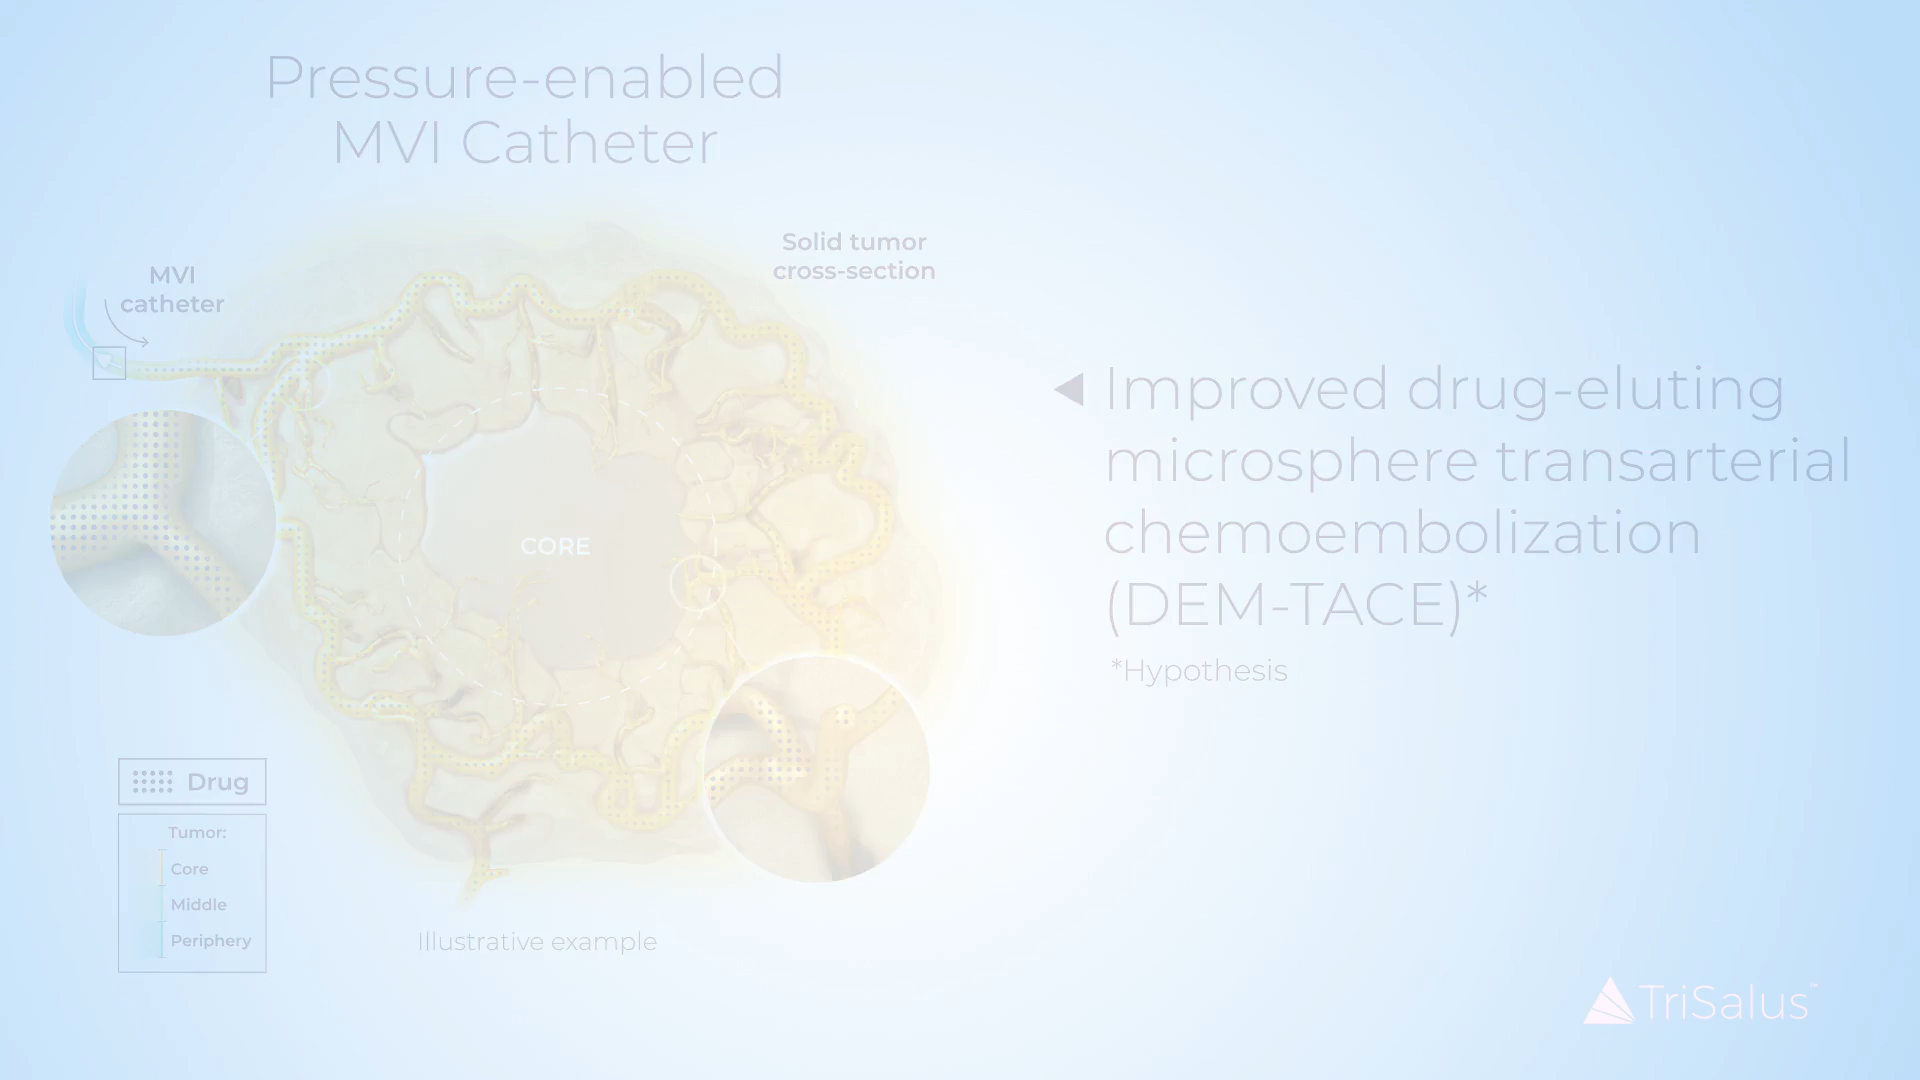 Pressure-enabled
MVI Catheter
Solid tumor
cross-section
MVI
catheter
CORE
Improved drug-eluting
microsphere transarterial
chemoembolization
(DEM-TACE)*
*Hypothesis
Drug
Tumor:
Core
Middle
Periphery
Illustrative example
TriSalus™